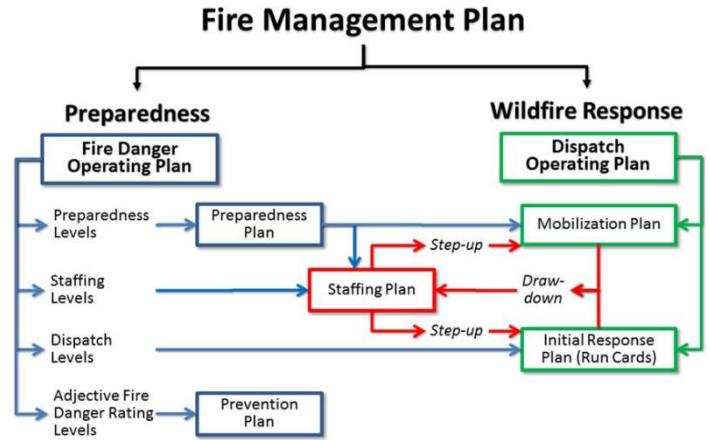 Fire Management Plan
Preparedness
Wildfire Response
Fire Danger
Operating Plan
Dispatch
Operating Plan
Preparedness
Levels
Preparedness
Plan
Step-up
Mobilization Plan
Staffing
Levels
Staffing Plan
Draw-
down
Dispatch
Levels
Step-up
Initial Response
Plan (Run Cards)
Adjective Fire
Danger Rating
Levels
Prevention
Plan